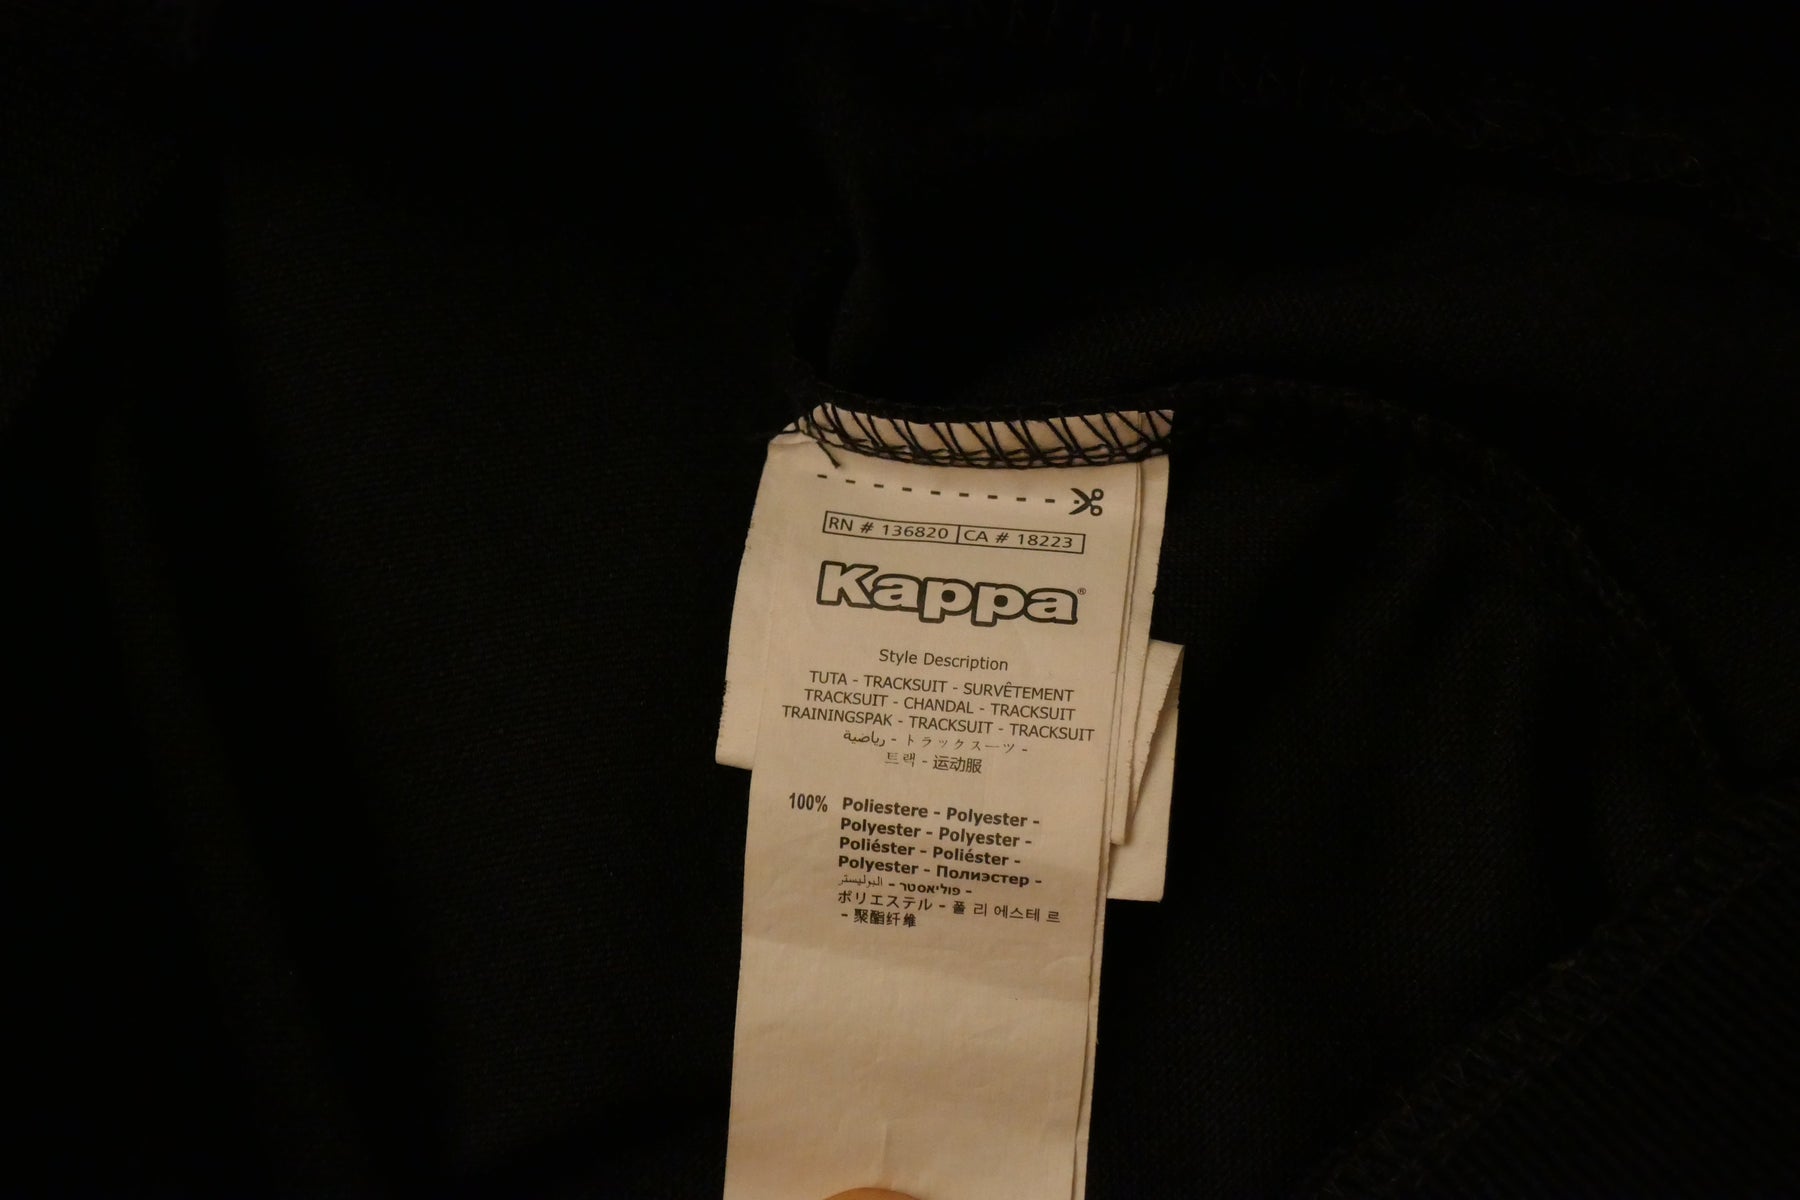 RN # 136820 CA # 18223
Kappa®
Style Description
TUTA - TRACKSUIT - SURVÊTEMENT
TRACKSUIT - CHANDAL - TRACKSUIT
TRAININGSPAK - TRACKSUIT - TRACKSUIT
رياضية - トラックスーツ -
트랙 - 运动服
100% Poliestere - Polyester -
Polyester - Polyester -
Poliéster - Poliéster -
Polyester - Полиэстер -
البوليستر - פוליאסטר -
ポリエステル - 폴 리 에스테 르
- 聚酯纤维